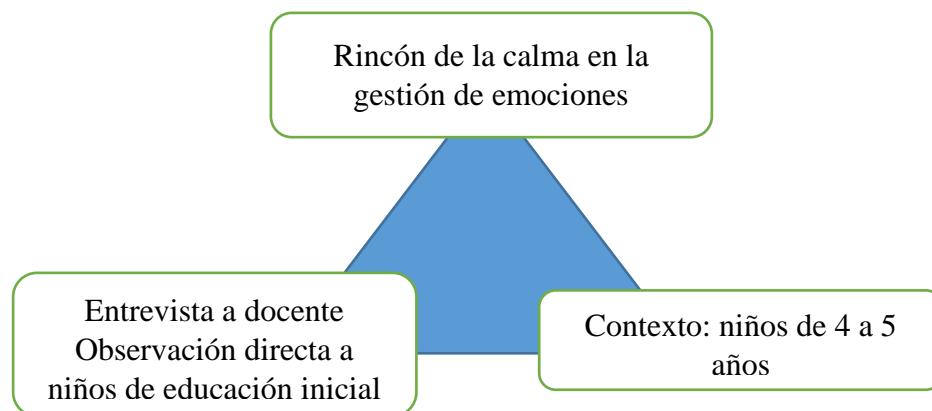 Rincón de la calma en la
gestión de emociones
Entrevista a docente
Observación directa a
niños de educación inicial
Contexto: niños de 4 a 5
años